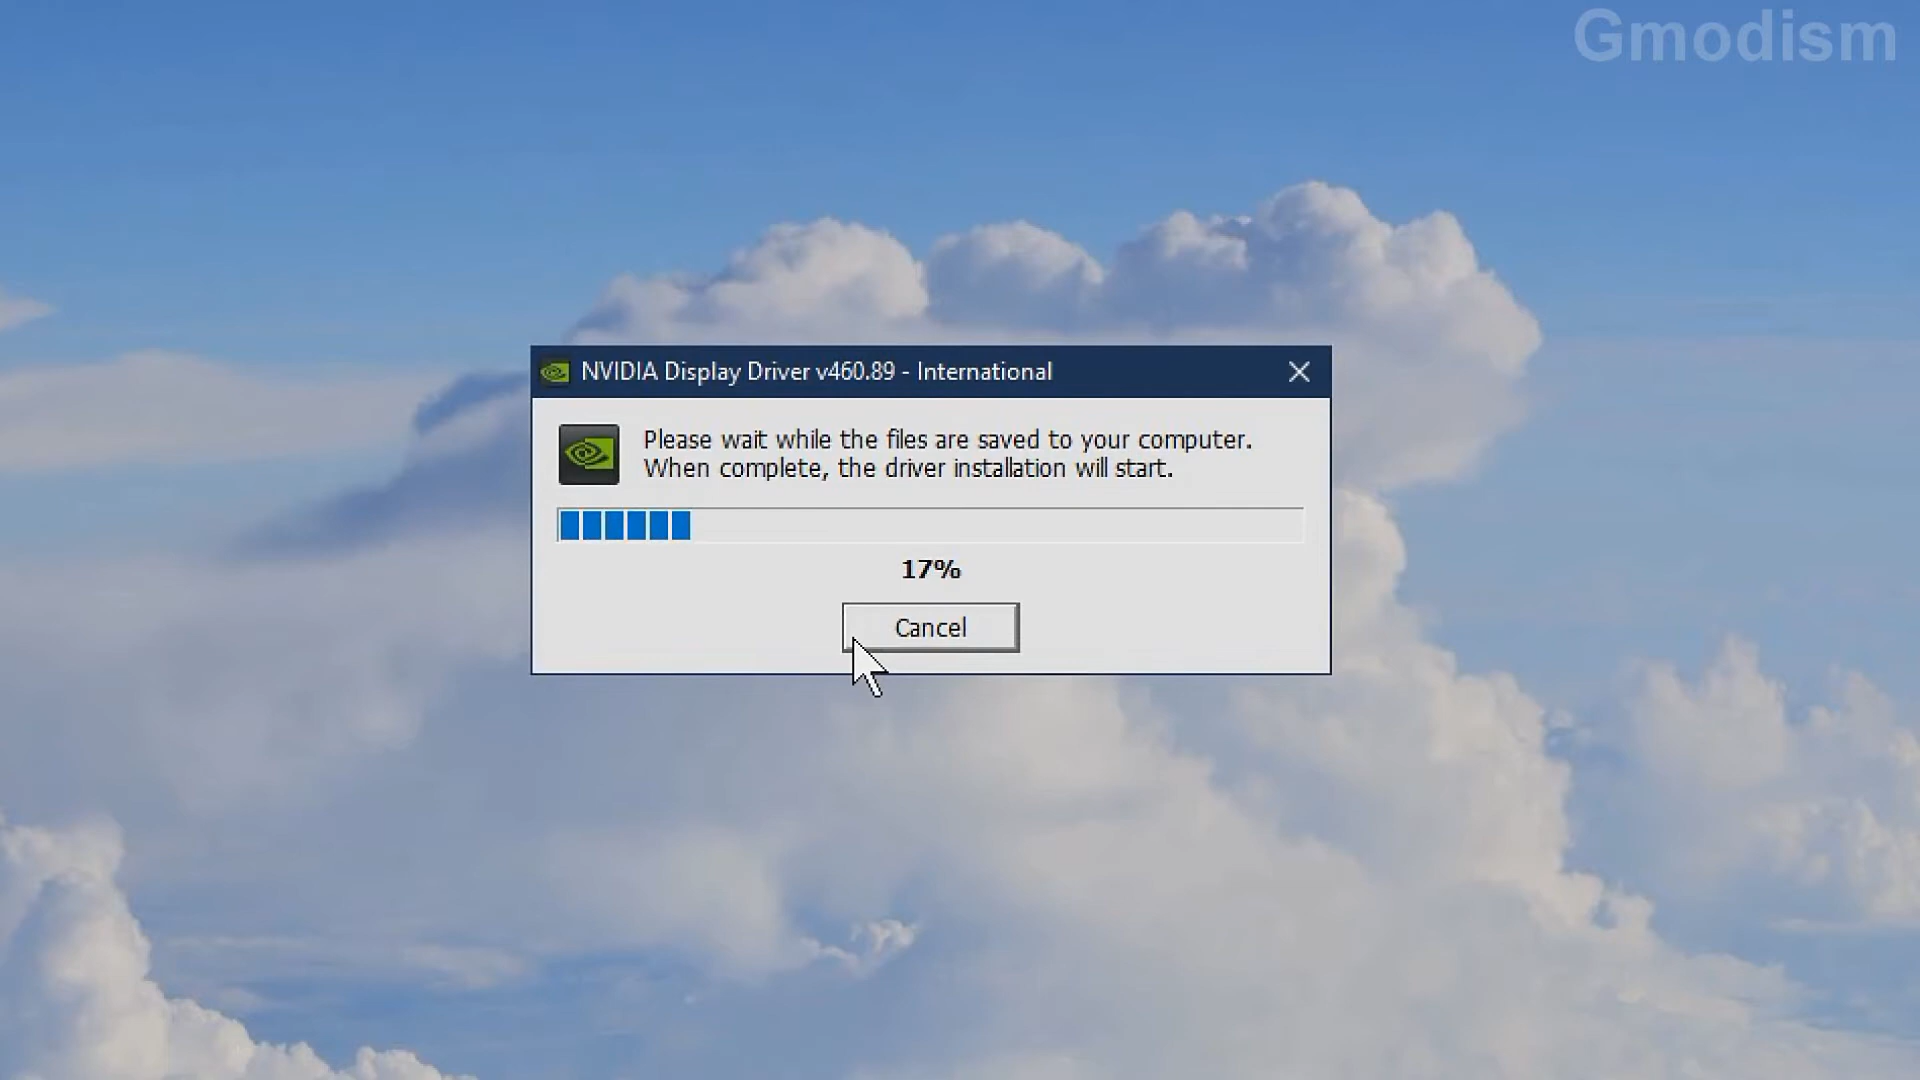 Gmodism
NVIDIA Display Driver v460.89 - International
Please wait while the files are saved to your computer.
When complete, the driver installation will start.
17%
Cancel